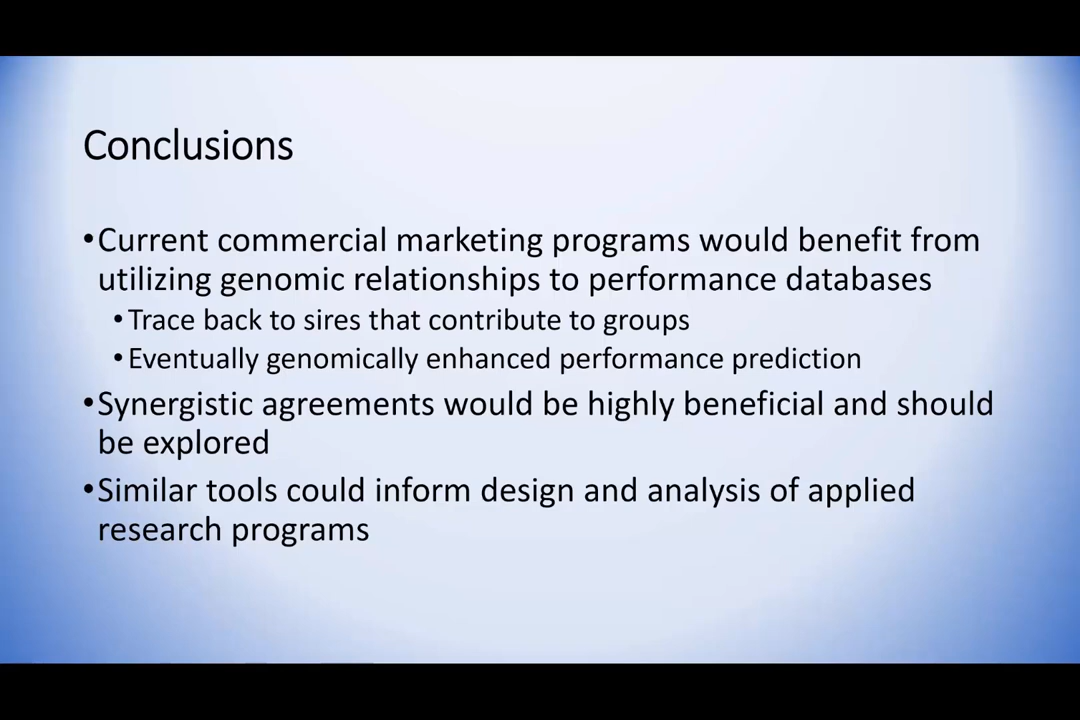 Conclusions
•Current commercial marketing programs would benefit from
utilizing genomic relationships to performance databases
•Trace back to sires that contribute to groups
•Eventually genomically enhanced performance prediction
•Synergistic agreements would be highly beneficial and should
be explored
•Similar tools could inform design and analysis of applied
research programs